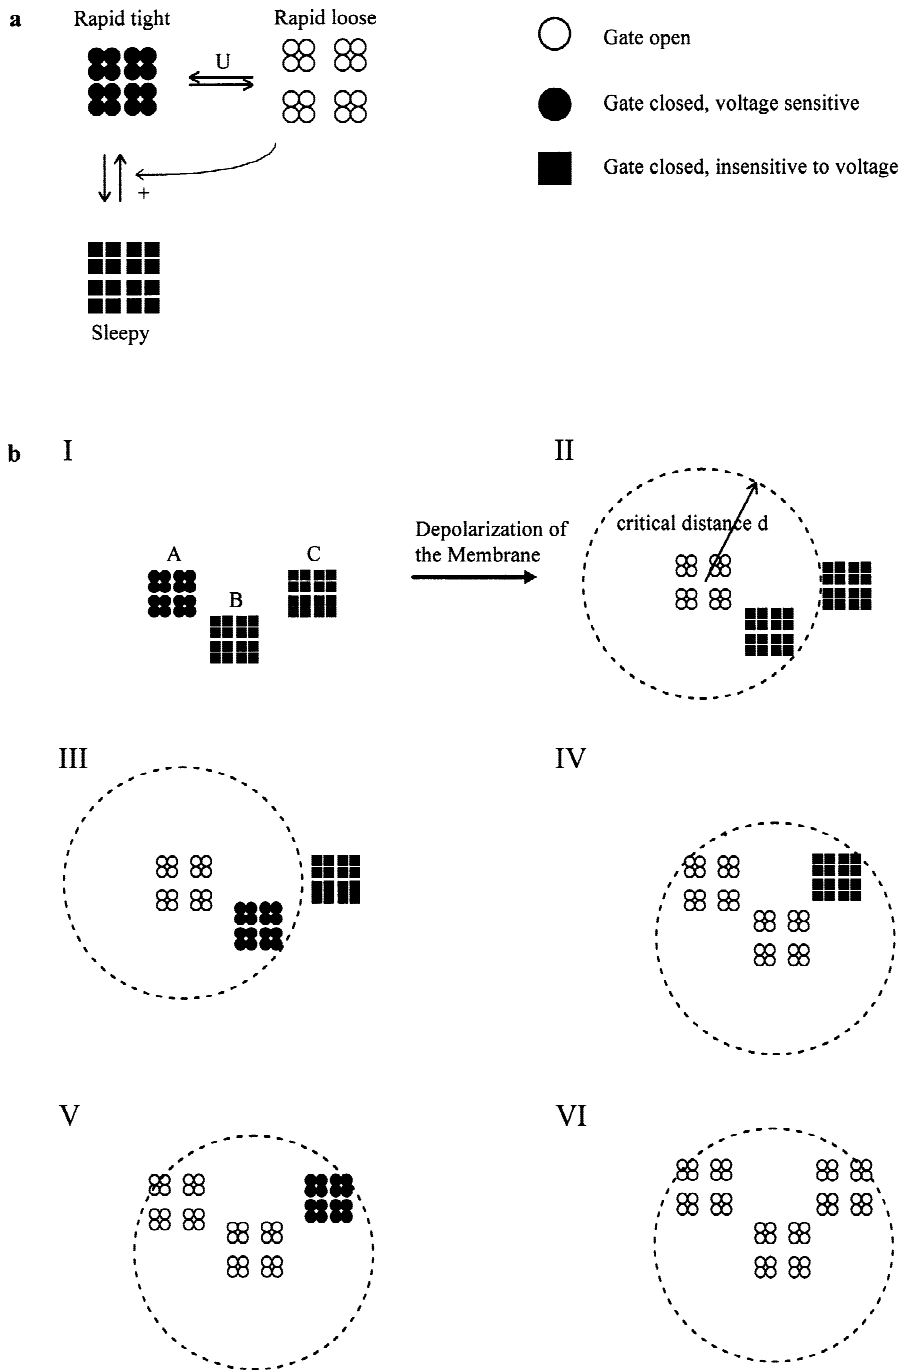 a
Rapid tight
Rapid loose
U
+
Sleepy
Gate open
Gate closed, voltage sensitive
Gate closed, insensitive to voltage
b
I
A
B
C
Depolarization of
the Membrane
II
critical distance d
III
IV
V
VI